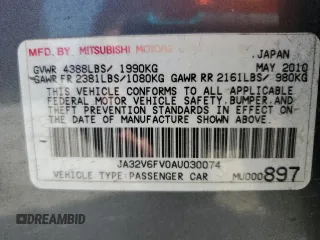 MFD. BY MITSUBISHI MOTORS JAPAN
GVWR 4388LBS/ 1990KG MAY 2010
GAWR FR 2381LBS/1080KG GAWR RR 2161LBS/ 980KG
THIS VEHICLE CONFORMS TO ALL APPLICABLE
FEDERAL MOTOR VEHICLE SAFETY, BUMPER, AND
THEFT PREVENTION STANDARDS IN EFFECT ON THE
DATE OF MANUFACTURE SHOWN ABOVE.
JA32V6FV0AU030074
VEHICLE TYPE: PASSENGER CAR MU000897
DREAMBID